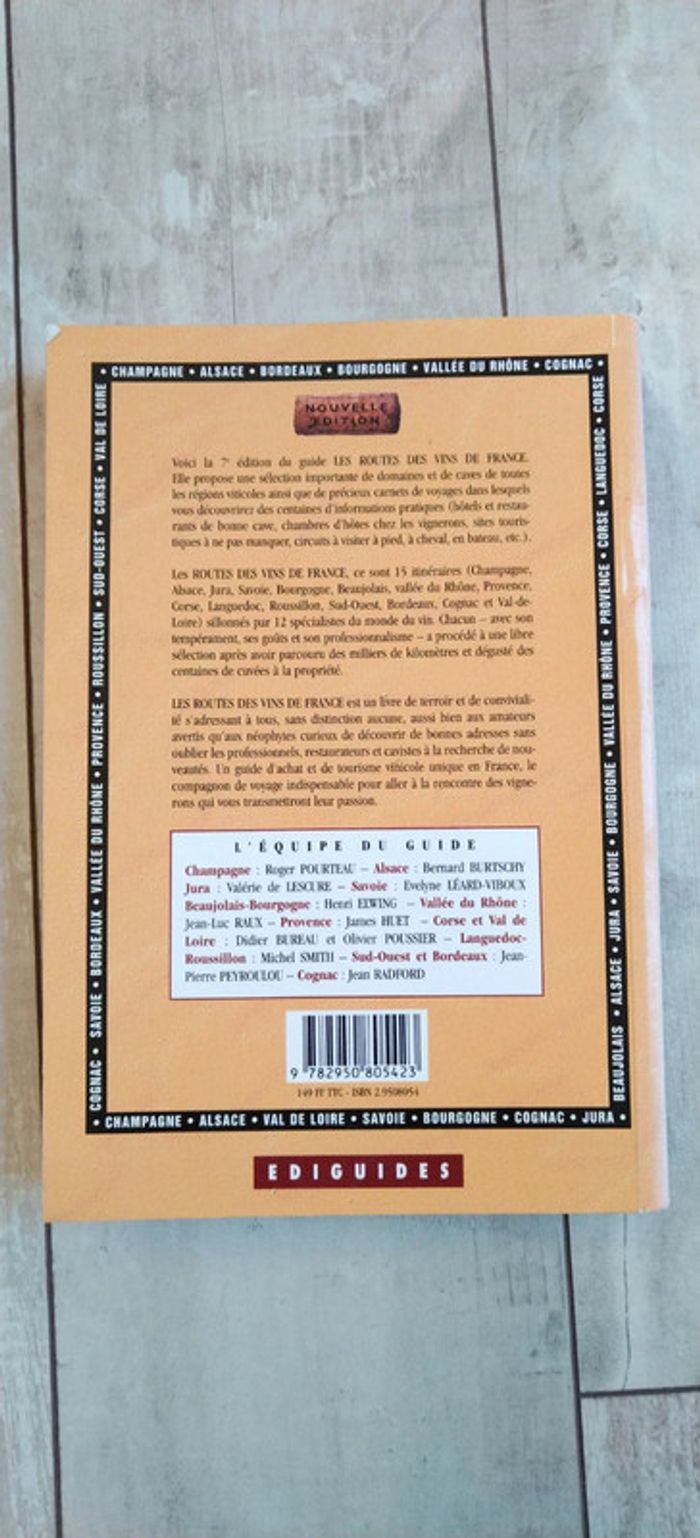 • CHAMPAGNE • ALSACE • BORDEAUX • BOURGOGNE • VALLÉE DU RHÔNE • COGNAC •
COGNAC • SAVOIE • BORDEAUX • VALLÉE DU RHÔNE • PROVENCE • ROUSSILLON • SUD-OUEST • CORSE • VAL DE LOIRE
BEAUJOLAIS • ALSACE • JURA • SAVOIE • BOURGOGNE • VALLÉE DU RHÔNE • PROVENCE • CORSE • LANGUEDOC • CORSE
NOUVELLE
EDITION
Voici la 7e édition du guide LES ROUTES DES VINS DE FRANCE.
Elle propose une sélection importante de domaines et de caves de toutes
les régions viticoles ainsi que de précieux carnets de voyages dans lesquels
vous découvrirez des centaines d'informations pratiques (hôtels et restau-
rants de bonne cave, chambres d'hôtes chez les vignerons, sites touris-
tiques à ne pas manquer, circuits à visiter à pied, à cheval, en bateau, etc.).
Les ROUTES DES VINS DE FRANCE, ce sont 15 itinéraires (Champagne,
Alsace, Jura, Savoie, Bourgogne, Beaujolais, vallée du Rhône, Provence,
Corse, Languedoc, Roussillon, Sud-Ouest, Bordeaux, Cognac et Val-de-
Loire) sillonnés par 12 spécialistes du monde du vin. Chacun – avec son
tempérament, ses goûts et son professionnalisme – a procédé à une libre
sélection après avoir parcouru des milliers de kilomètres et dégusté des
centaines de cuvées à la propriété.
LES ROUTES DES VINS DE FRANCE est un livre de terroir et de conviviali-
té s'adressant à tous, sans distinction aucune, aussi bien aux amateurs
avertis qu'aux néophytes curieux de découvrir de bonnes adresses sans
oublier les professionnels, restaurateurs et cavistes à la recherche de nou-
veautés. Un guide d'achat et de tourisme vinicole unique en France, le
compagnon de voyage indispensable pour aller à la rencontre des vigne-
rons qui vous transmettront leur passion.
L'ÉQUIPE DU GUIDE
Champagne : Roger POURTEAU – Alsace : Bernard BURTSCHY
Jura : Valérie de LESCURE – Savoie : Evelyne LÉARD-VIBOUX
Beaujolais-Bourgogne : Henri ELWING – Vallée du Rhône :
Jean-Luc RAUX – Provence : James HUET – Corse et Val de
Loire : Didier BUREAU et Olivier POUSSIER – Languedoc-
Roussillon : Michel SMITH – Sud-Ouest et Bordeaux : Jean-
Pierre PEYROULOU – Cognac : Jean RADFORD
9 782950 805423
149 FF TTC - ISBN 2.9508054
• CHAMPAGNE • ALSACE • VAL DE LOIRE • SAVOIE • BOURGOGNE • COGNAC • JURA •
EDIGUIDES